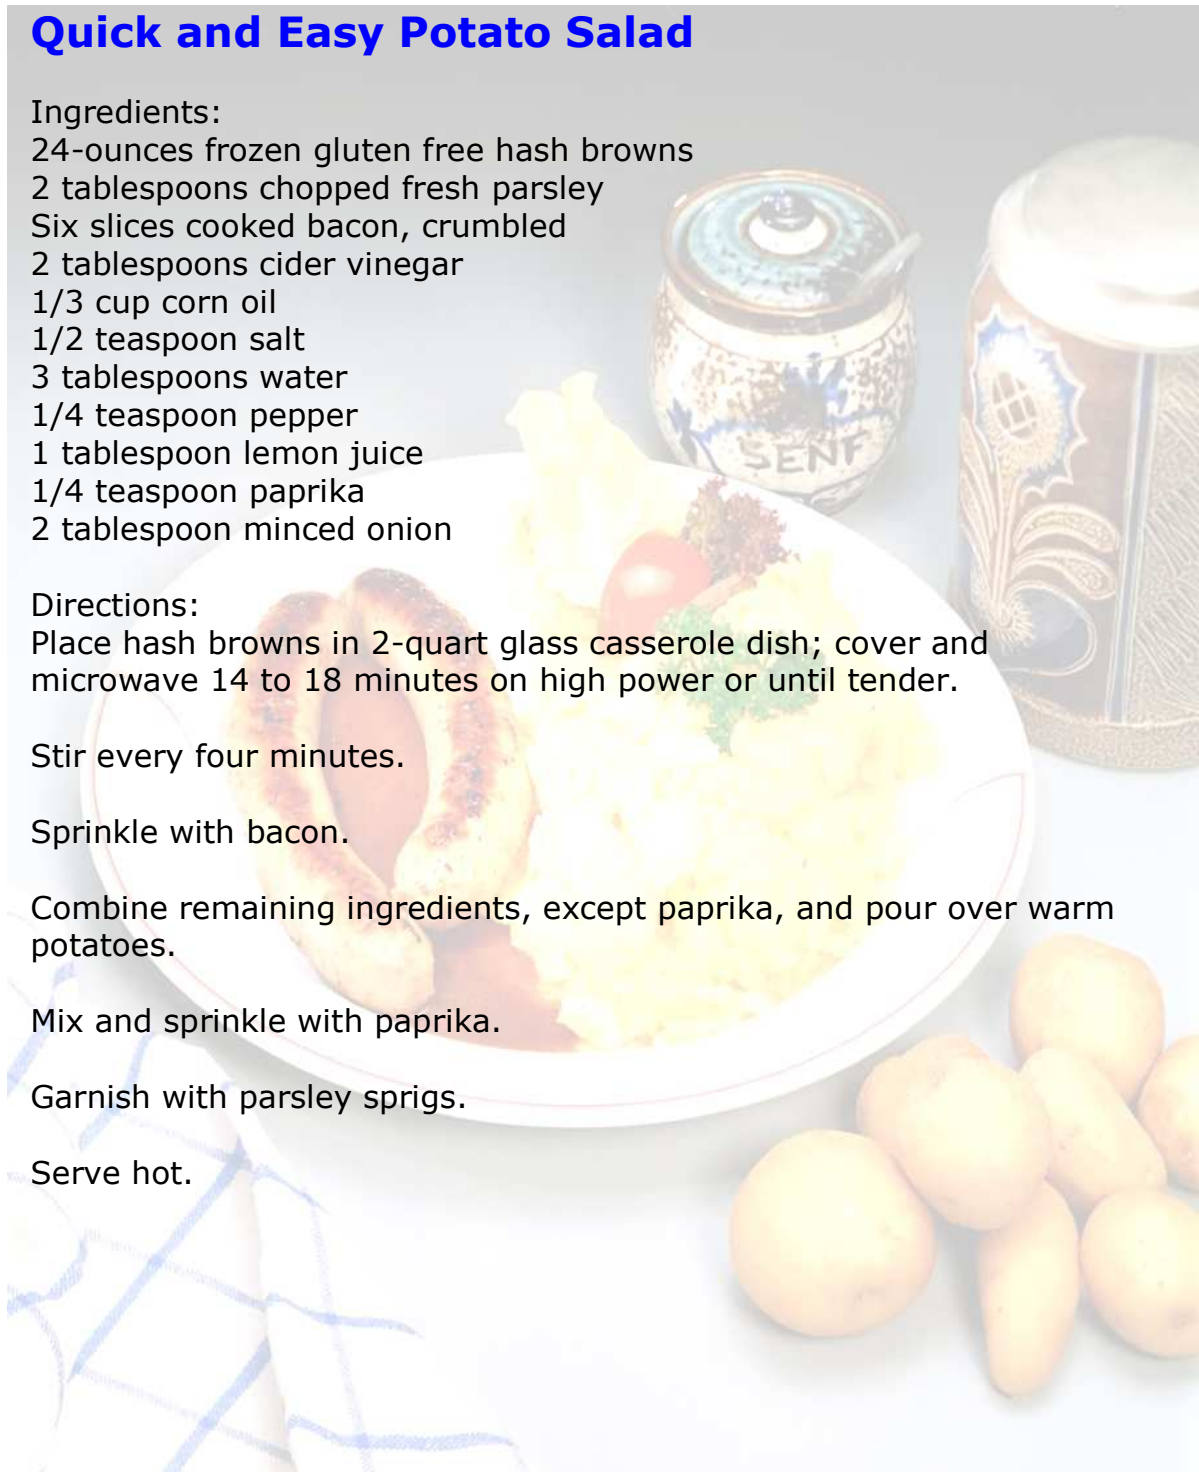 Quick and Easy Potato Salad
Ingredients:
24-ounces frozen gluten free hash browns
2 tablespoons chopped fresh parsley
Six slices cooked bacon, crumbled
2 tablespoons cider vinegar
1/3 cup corn oil
1/2 teaspoon salt
3 tablespoons water
1/4 teaspoon pepper
1 tablespoon lemon juice
1/4 teaspoon paprika
2 tablespoon minced onion
SENF
Directions:
Place hash browns in 2-quart glass casserole dish; cover and
microwave 14 to 18 minutes on high power or until tender.
Stir every four minutes.
Sprinkle with bacon.
Combine remaining ingredients, except paprika, and pour over warm
potatoes.
Mix and sprinkle with paprika.
Garnish with parsley sprigs.
Serve hot.